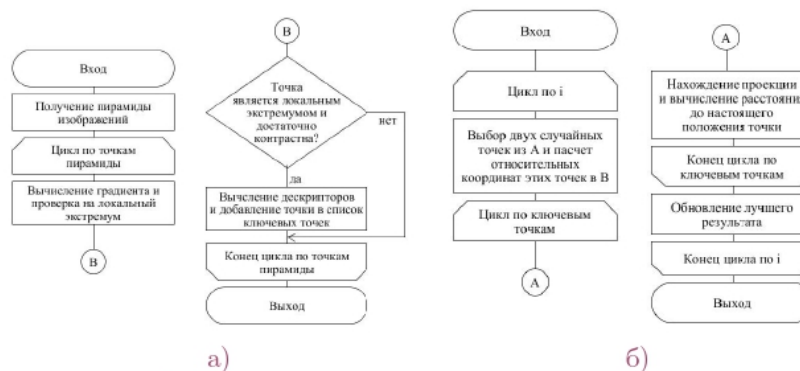 Вход
Получение пирамиды
изображений
Цикл по точкам
пирамиды
Вычисление градиента и
проверка на локальный
экстремум
В
В
Точка
является локальным
экстремумом и
достаточно
контрастна?
нет
да
Вычсление дескрипторов
и добавление точки в список
ключевых точек
Конец цикла по точкам
пирамиды
Выход
а)
Вход
Цикл по i
Выбор двух случайных
точек из А и расчет
относительных
координат этих точек в В
Цикл по ключевым
точкам
А
А
Нахождение проекции
и вычисление расстояния
до настоящего
положения точки
Конец цикла по
ключевым точкам
Обновление лучшего
результата
Конец цикла по i
Выход
б)